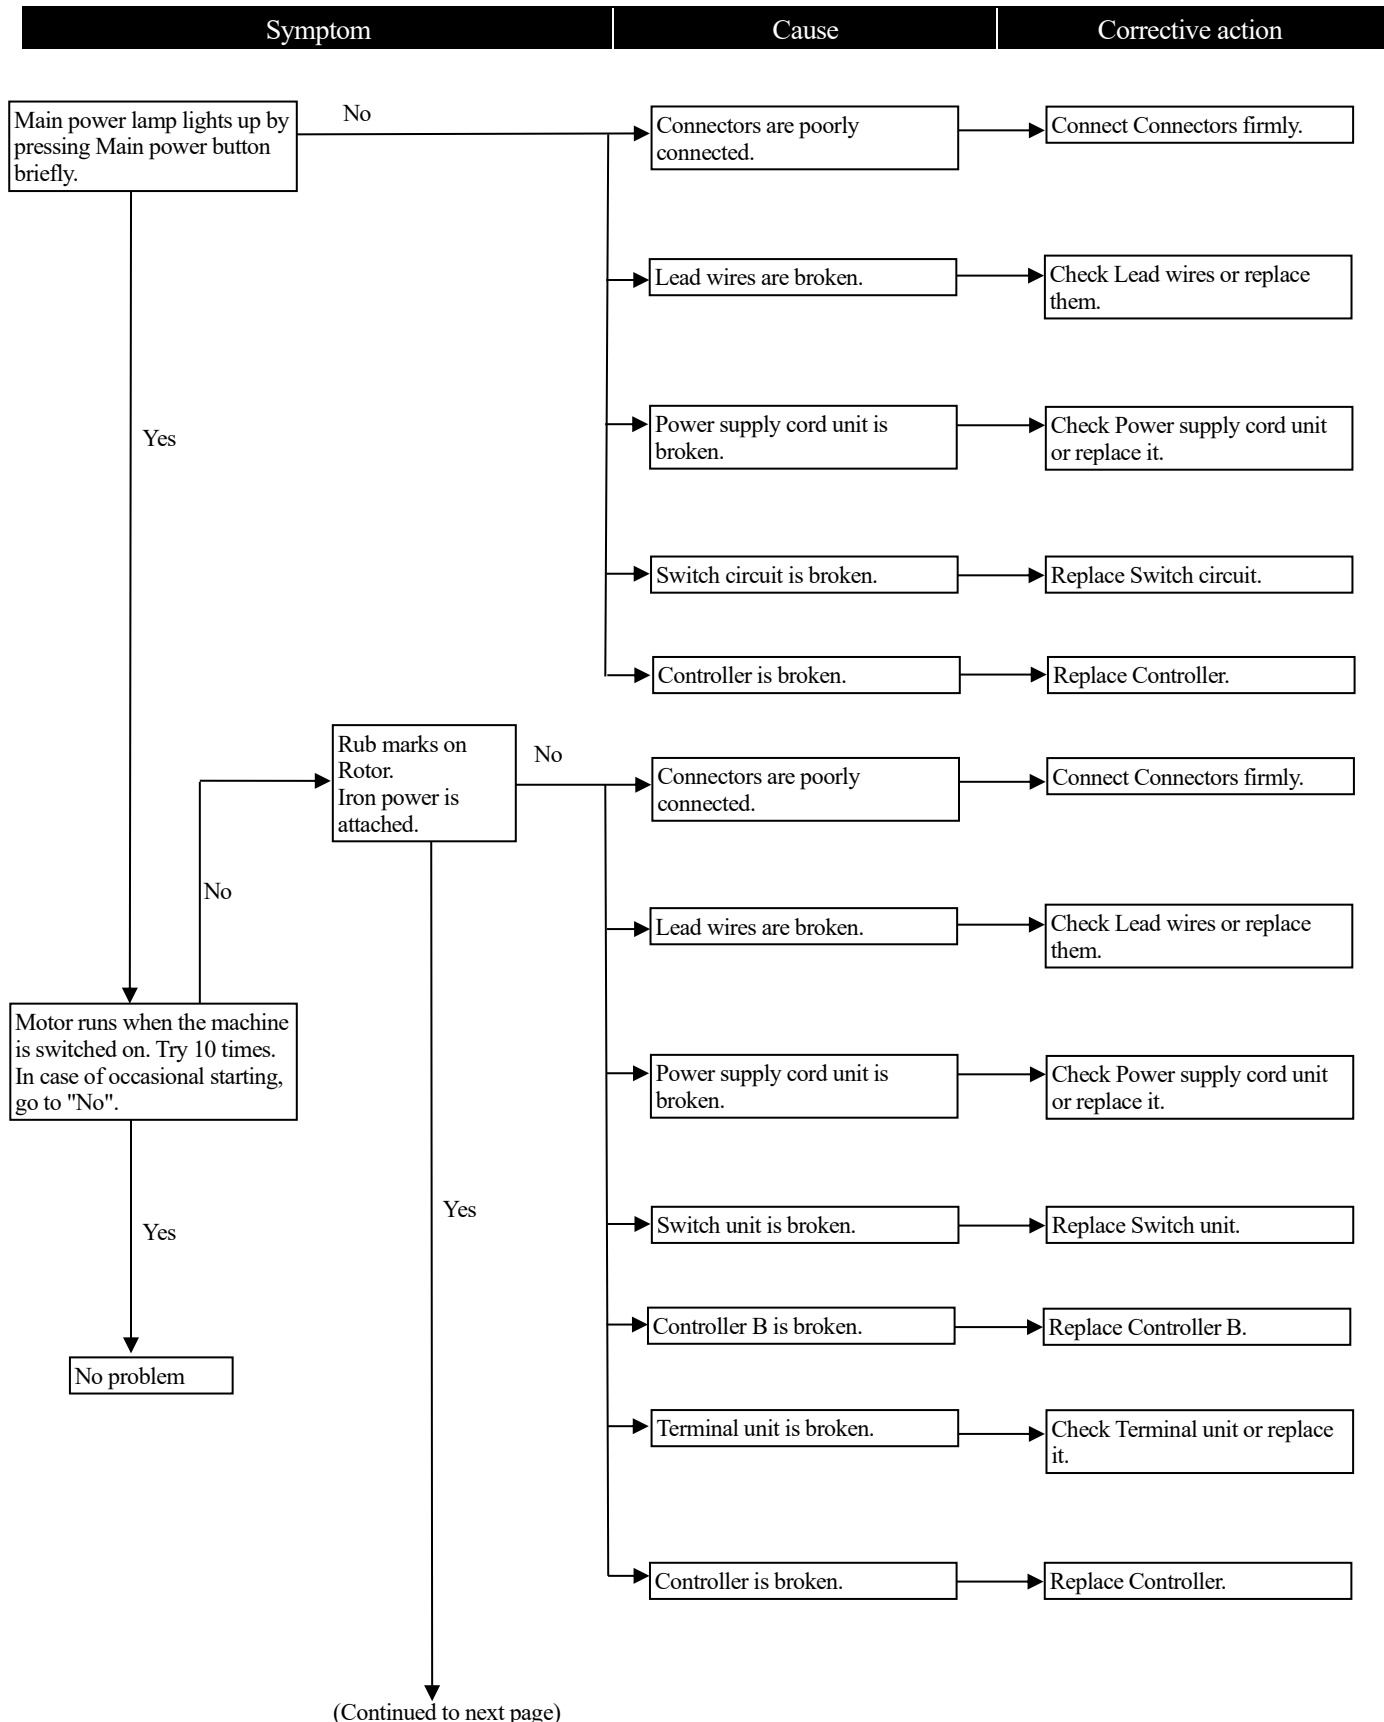 Symptom
Cause
Corrective action
Main power lamp lights up by
pressing Main power button
briefly.
No
Connectors are poorly
connected.
Connect Connectors firmly.
Lead wires are broken.
Check Lead wires or replace
them.
Yes
Power supply cord unit is
broken.
Check Power supply cord unit
or replace it.
Switch circuit is broken.
Replace Switch circuit.
Controller is broken.
Replace Controller.
Rub marks on
Rotor.
Iron power is
attached.
No
Connectors are poorly
connected.
Connect Connectors firmly.
No
Lead wires are broken.
Check Lead wires or replace
them.
Motor runs when the machine
is switched on. Try 10 times.
In case of occasional starting,
go to "No".
Power supply cord unit is
broken.
Check Power supply cord unit
or replace it.
Yes
Yes
Switch unit is broken.
Replace Switch unit.
Controller B is broken.
Replace Controller B.
No problem
Terminal unit is broken.
Check Terminal unit or replace
it.
Controller is broken.
Replace Controller.
(Continued to next page)